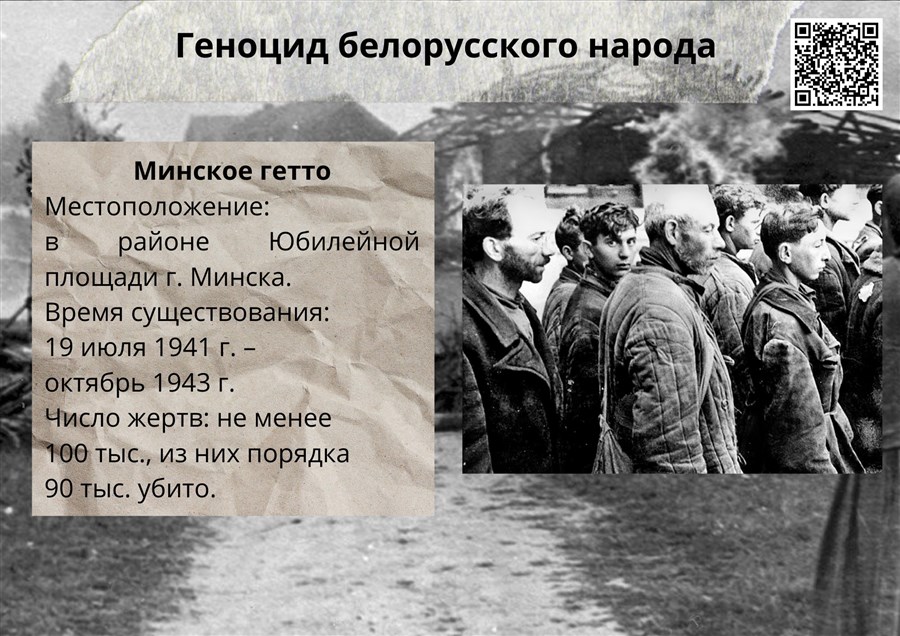 Геноцид белорусского народа
Минское гетто
Местоположение:
в районе Юбилейной
площади г. Минска.
Время существования:
19 июля 1941 г. –
октябрь 1943 г.
Число жертв: не менее
100 тыс., из них порядка
90 тыс. убито.